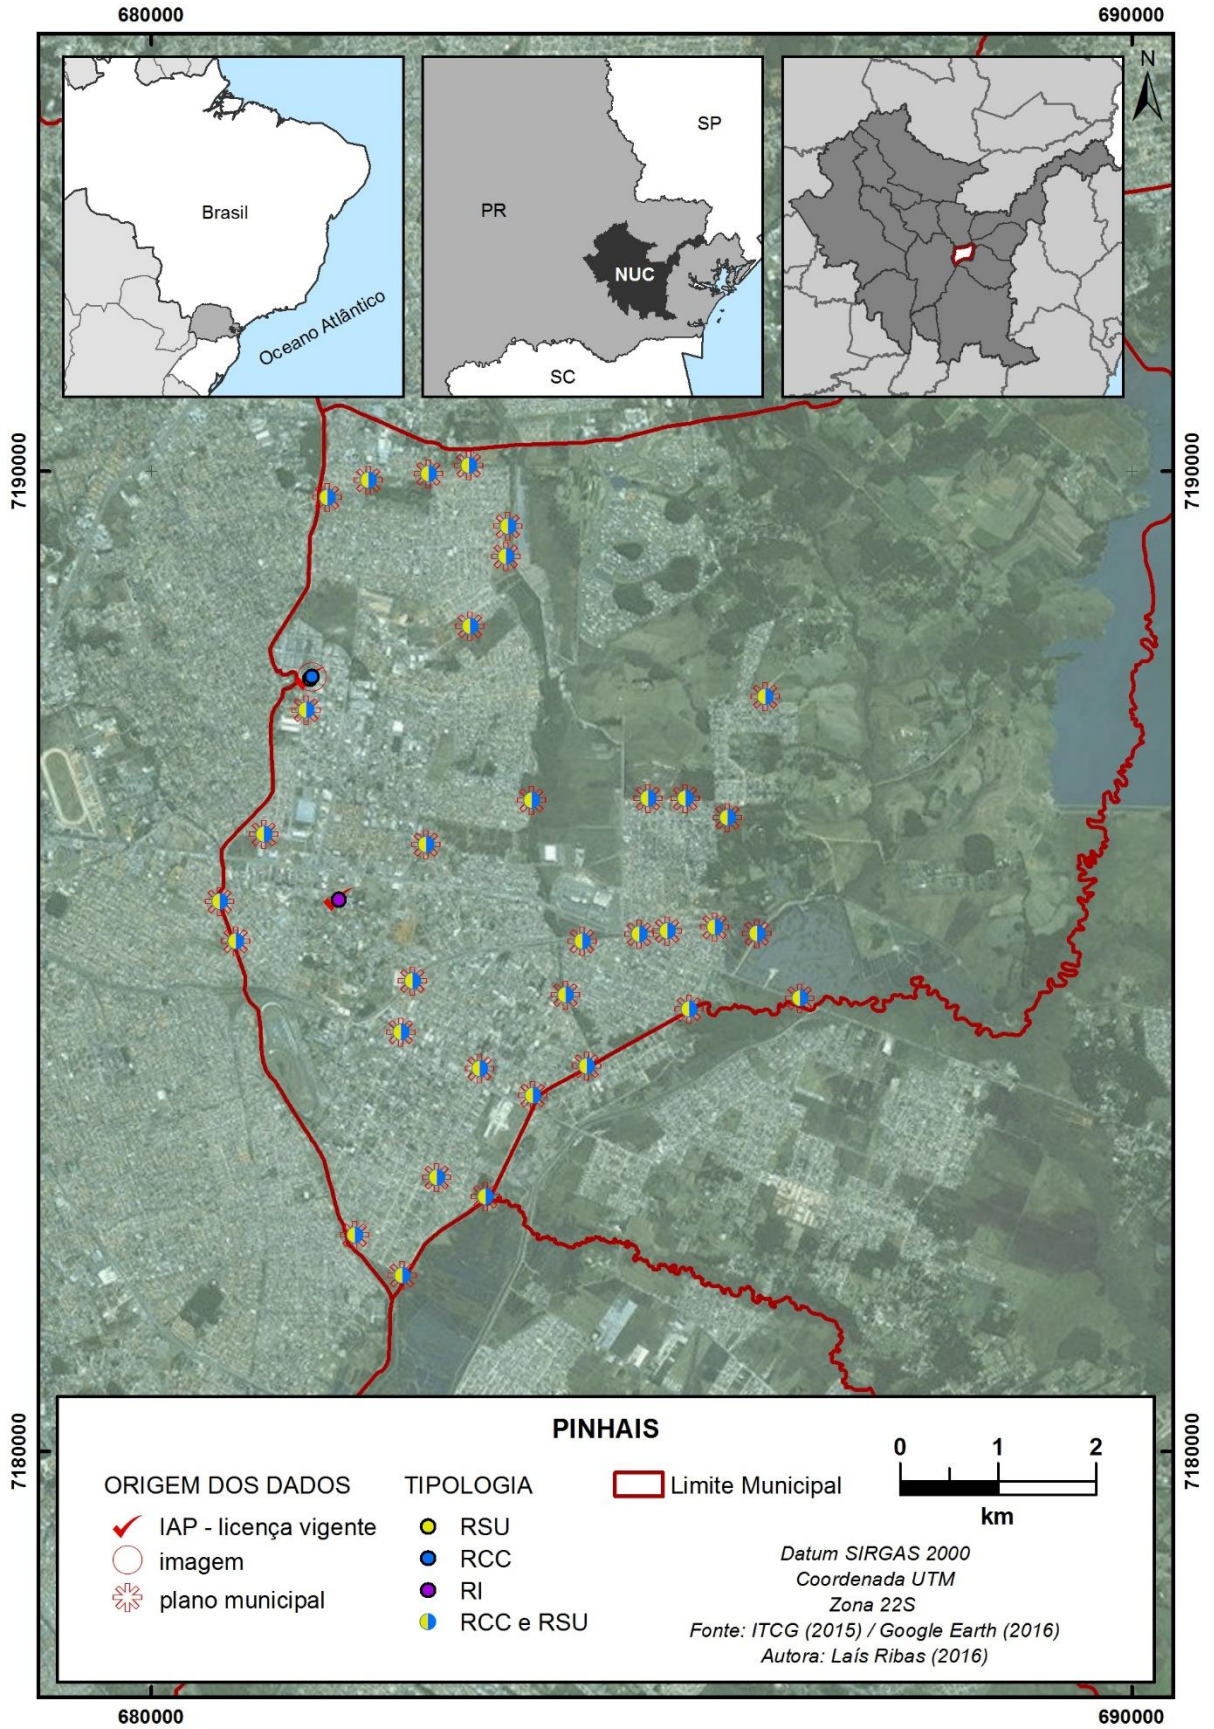 680000
690000
N
Brasil
Oceano Atlântico
SP
PR
NUC
SC
7190000
7190000
7180000
7180000
PINHAIS
ORIGEM DOS DADOS
IAP - licença vigente
imagem
plano municipal
TIPOLOGIA
RSU
RCC
RI
RCC e RSU
Limite Municipal
0 1 2
km
Datum SIRGAS 2000
Coordenada UTM
Zona 22S
Fonte: ITCG (2015) / Google Earth (2016)
Autora: Laís Ribas (2016)
680000
690000